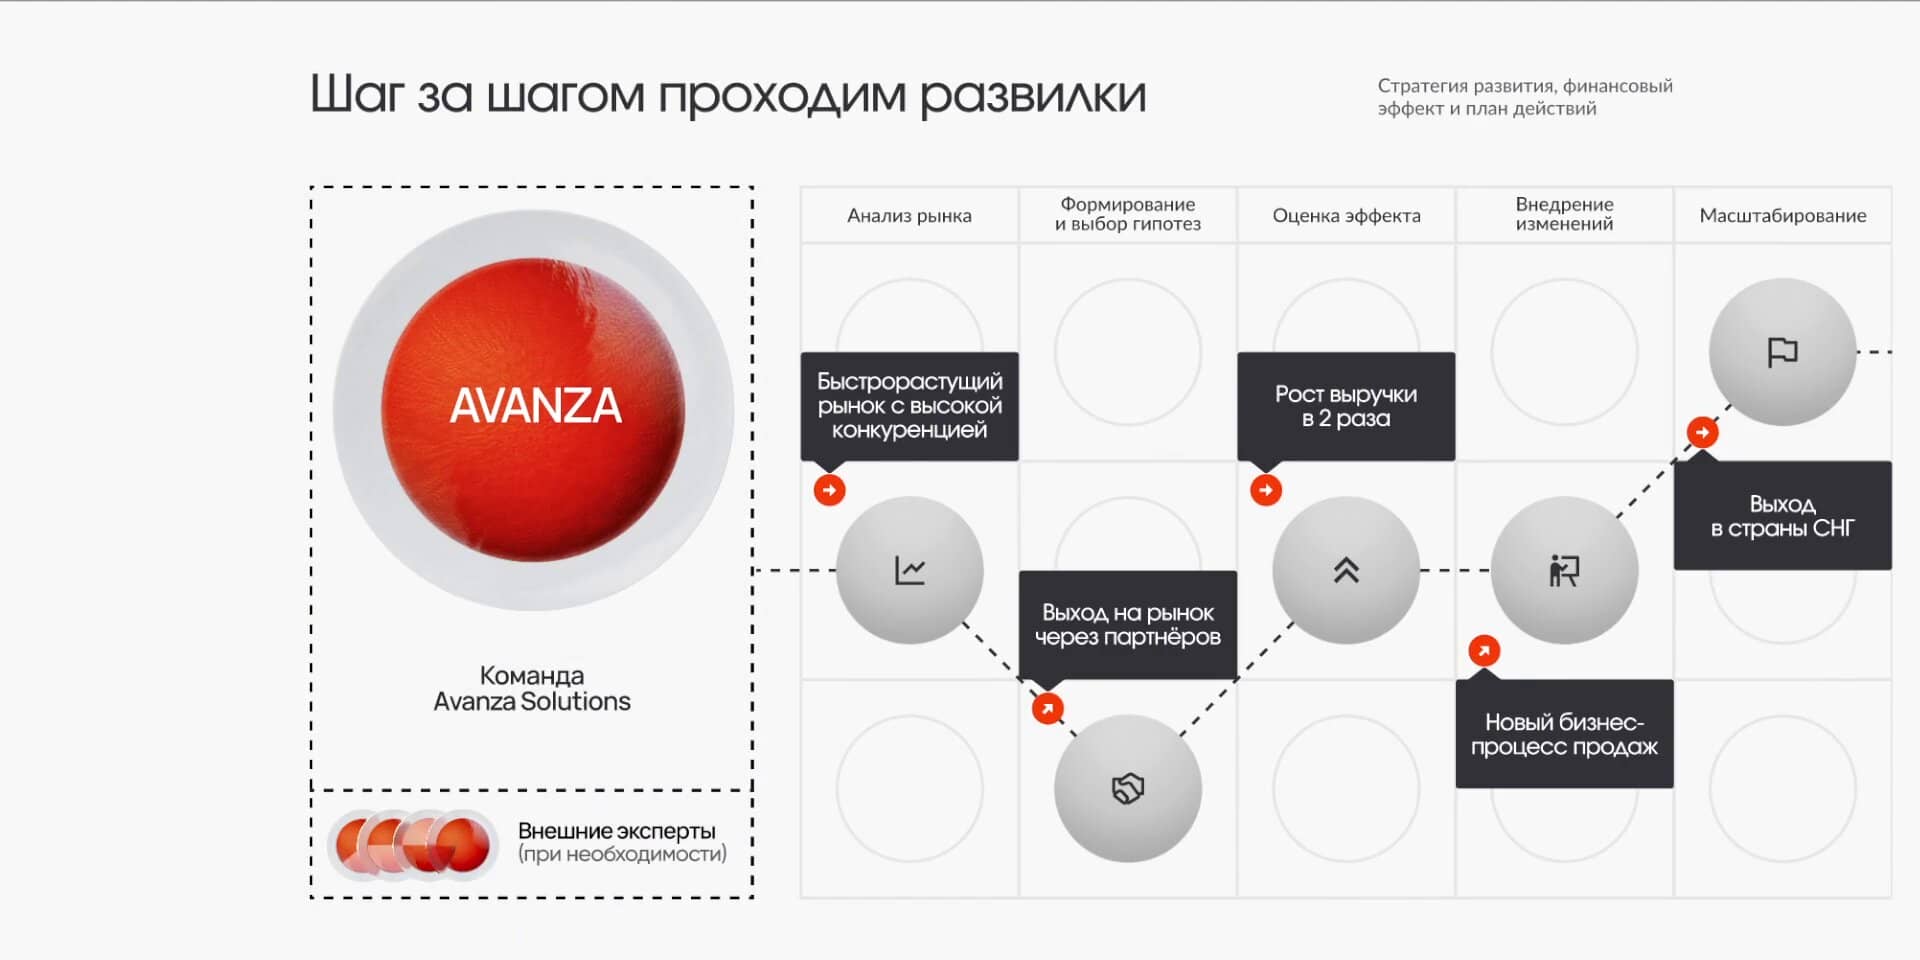 Шаг за шагом проходим развилки
Стратегия развития, финансовый
эффект и план действий
AVANZA
Команда
Avanza Solutions
Внешние эксперты
(при необходимости)
Анализ рынка
Формирование
и выбор гипотез
Оценка эффекта
Внедрение
изменений
Масштабирование
Быстрорастущий
рынок с высокой
конкуренцией
Выход на рынок
через партнёров
Рост выручки
в 2 раза
Новый бизнес-
процесс продаж
Выход
в страны СНГ